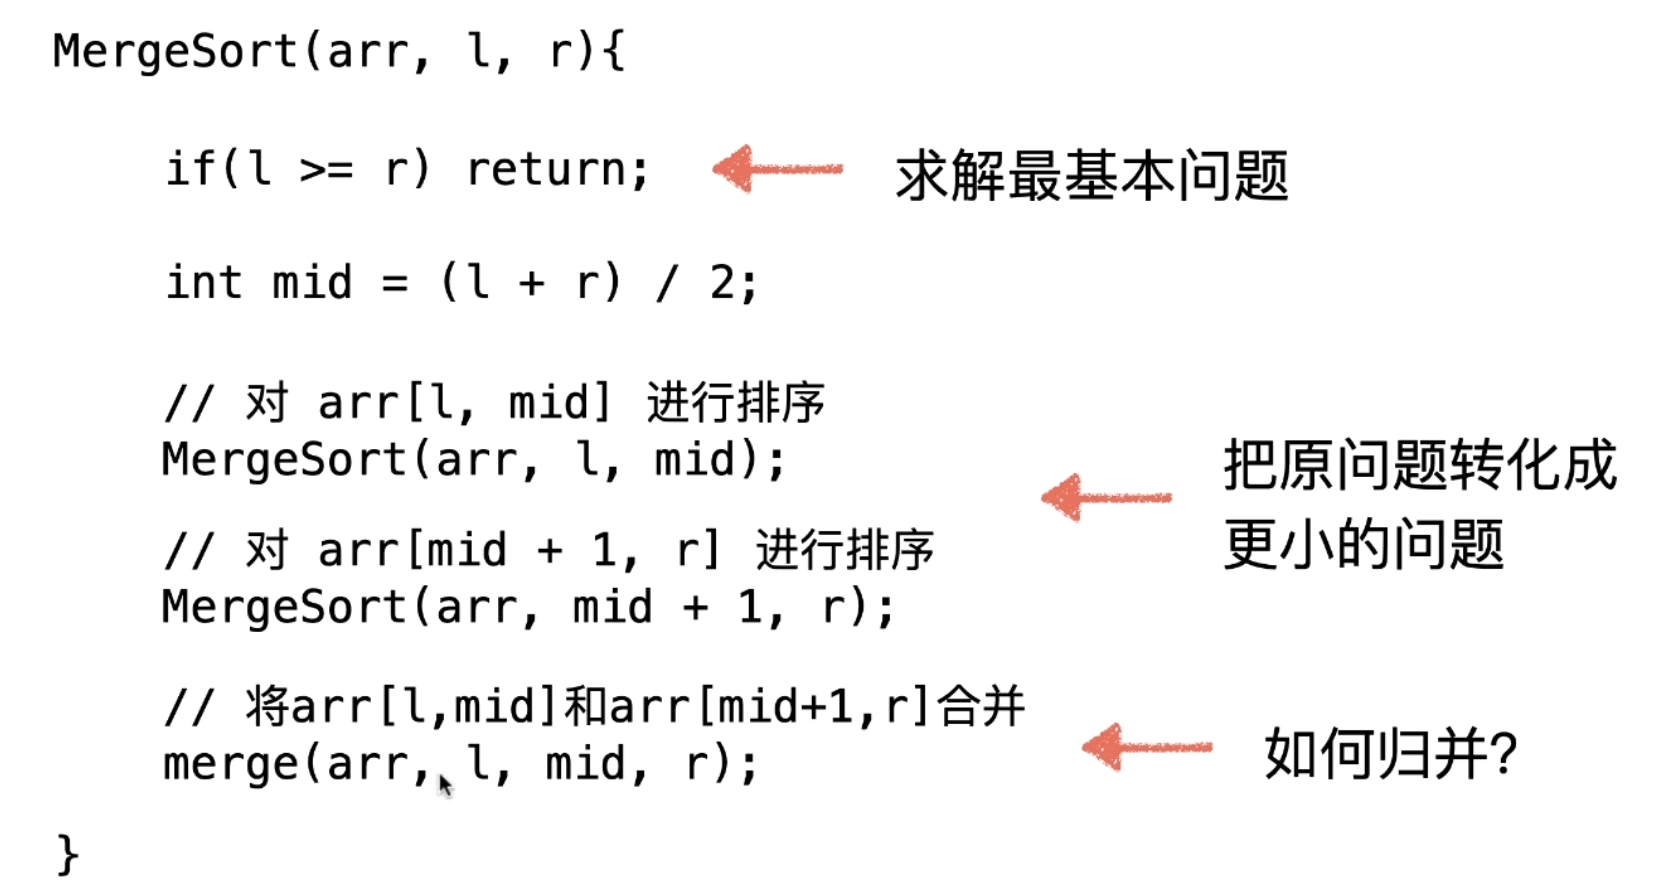 MergeSort(arr, l, r){
if(l >= r) return;
求解最基本问题
int mid = (l + r) / 2;
// 对 arr[l, mid] 进行排序
MergeSort(arr, l, mid);
把原问题转化成
更小的问题
// 对 arr[mid + 1, r] 进行排序
MergeSort(arr, mid + 1, r);
// 将arr[l,mid]和arr[mid+1,r]合并
merge(arr, l, mid, r);
如何归并?
}